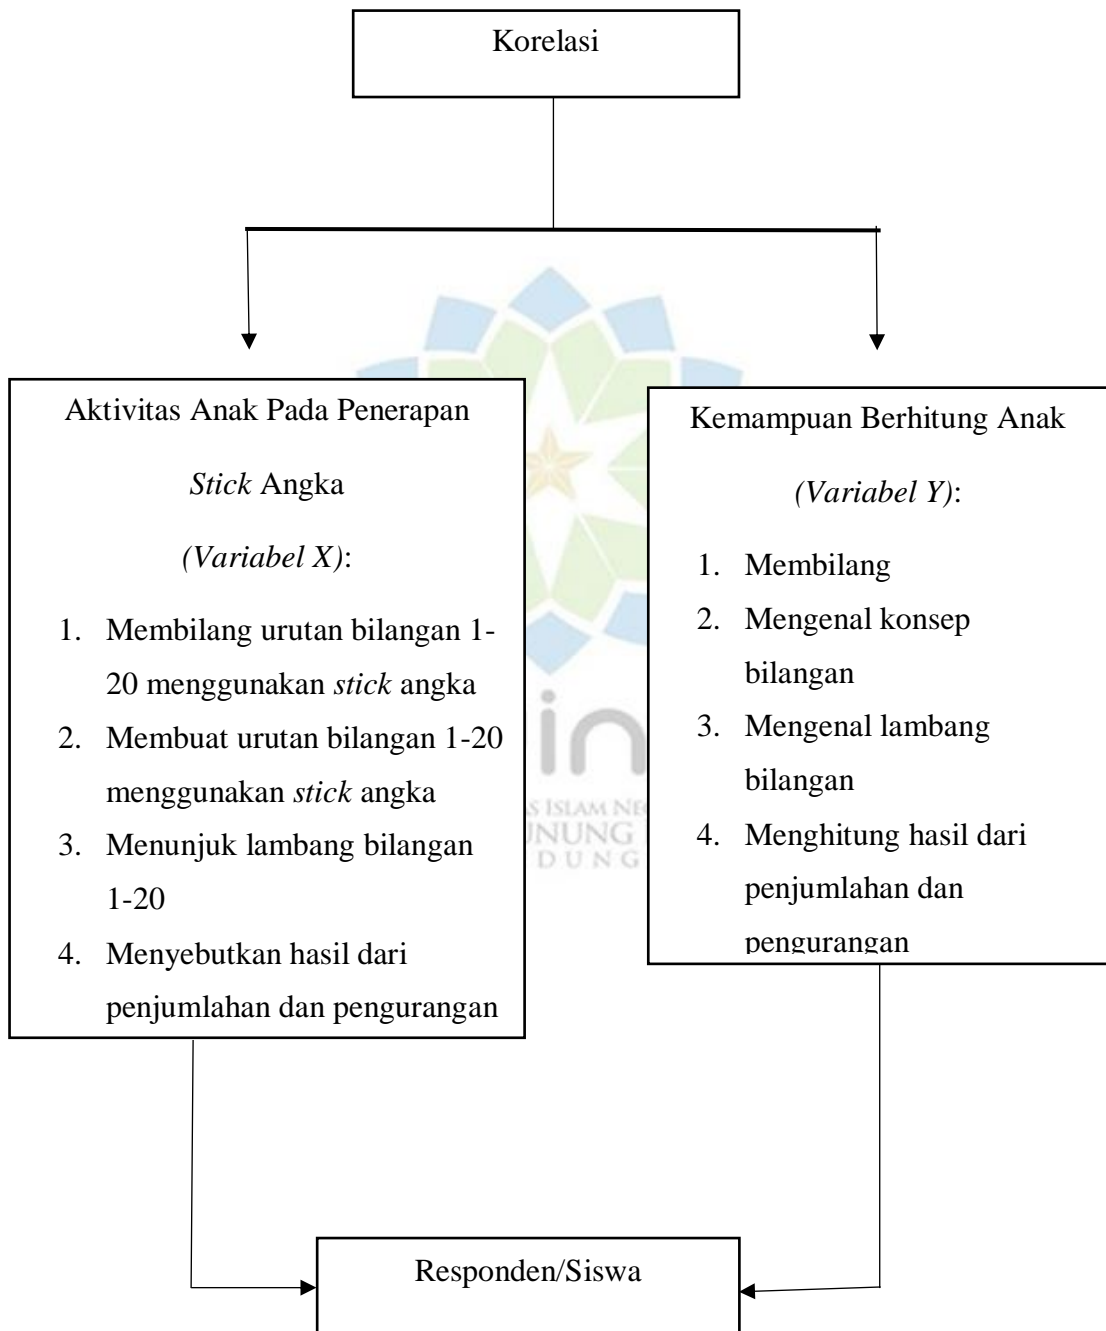 Korelasi
Aktivitas Anak Pada Penerapan
Stick Angka
(Variabel X):
1. Membilang urutan bilangan 1-
20 menggunakan stick angka
2. Membuat urutan bilangan 1-20
menggunakan stick angka
3. Menunjuk lambang bilangan
1-20
4. Menyebutkan hasil dari
penjumlahan dan pengurangan
Kemampuan Berhitung Anak
(Variabel Y):
1. Membilang
2. Mengenal konsep
bilangan
3. Mengenal lambang
bilangan
4. Menghitung hasil dari
penjumlahan dan
pengurangan
in
ISLAM
Responden/Siswa